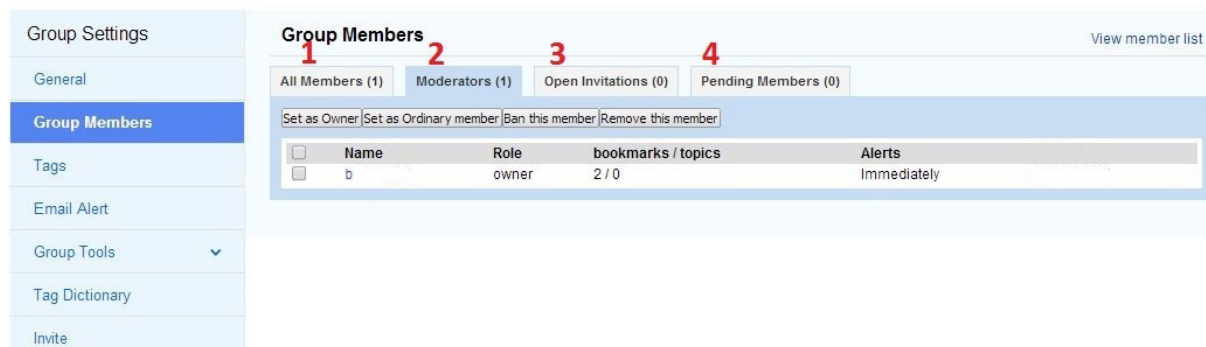 Group Settings
General
Group Members
Tags
Email Alert
Group Tools
Tag Dictionary
Invite
Group Members
View member list
1 2 3 4
All Members (1) Moderators (1) Open Invitations (0) Pending Members (0)
Set as Owner Set as Ordinary member Ban this member Remove this member
Name Role bookmarks / topics Alerts
b owner 2 / 0 Immediately